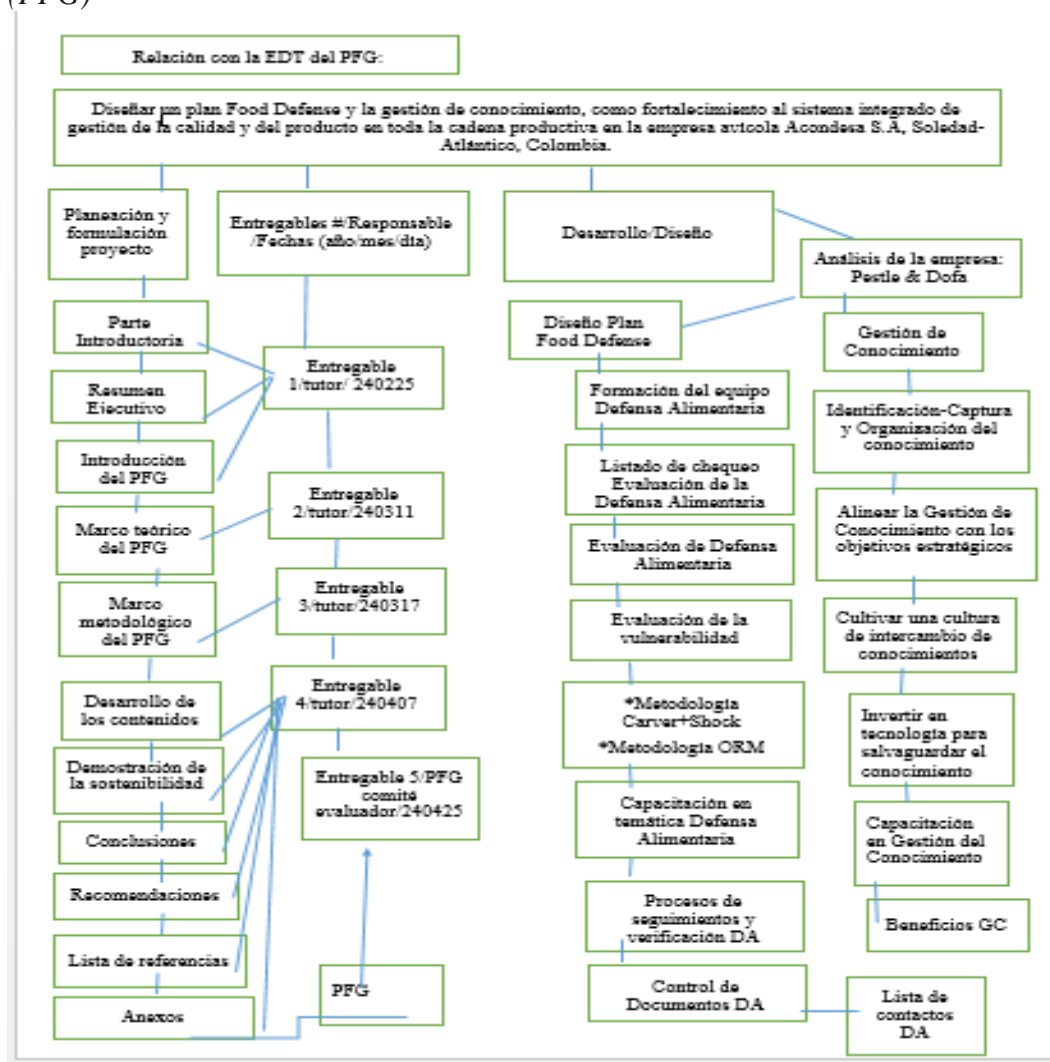 (PFG)
Relación con la EDT del PFG:
Diseñar un plan Food Defense y la gestión de conocimiento, como fortalecimiento al sistema integrado de
gestión de la calidad y del producto en toda la cadena productiva en la empresa avícola Acondesa S.A, Soledad-
Atlántico, Colombia.
Planeación y
formulación
proyecto
Entregables #/Responsable
/Fechas (año/mes/dia)
Desarrollo/Diseño
Análisis de la empresa:
Pestle & Dofa
Parte
Introductoria
Resumen
Ejecutivo
Introducción
del PFG
Marco teórico
del PFG
Marco
metodológico
del PFG
Desarrollo de
los contenidos
Demostración de
la sostenibilidad
Conclusiones
Recomendaciones
Lista de referencias
Anexos
Entregable
1/tutor/ 240225
Entregable
2/tutor/240311
Entregable
3/tutor/240317
Entregable
4/tutor/240407
Entregable 5/PFG
comité
evaluador/240425
PFG
Diseño Plan
Food Defense
Formación del equipo
Defensa Alimentaria
Listado de chequeo
Evaluación de la
Defensa Alimentaria
Evaluación de Defensa
Alimentaria
Evaluación de la
vulnerabilidad
*Metodología
Carver+Shock
*Metodología ORM
Capacitación en
temática Defensa
Alimentaria
Procesos de
seguimientos y
verificación DA
Control de
Documentos DA
Lista de
contactos
DA
Gestión de
Conocimiento
Identificación-Captura
y Organización del
conocimiento
Alinear la Gestión de
Conocimiento con los
objetivos estratégicos
Cultivar una cultura
de intercambio de
conocimientos
Invertir en
tecnología para
salvaguardar el
conocimiento
Capacitación
en Gestión del
Conocimiento
Beneficios GC